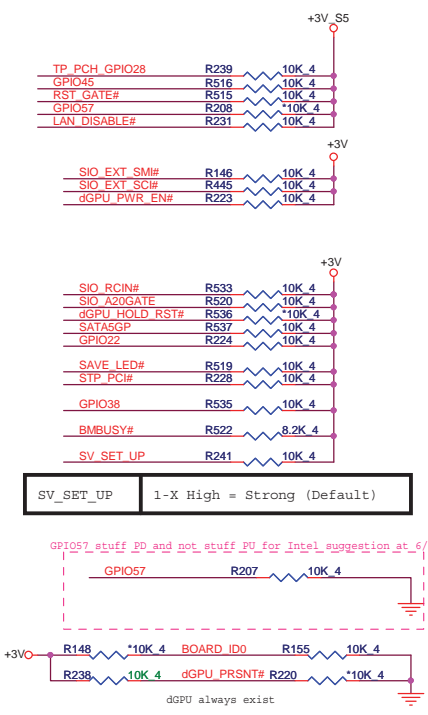 +3V_S5
TP_PCH_GPIO28 R239 10K_4
GPIO45 R516 10K_4
RST_GATE# R515 10K_4
GPIO57 R208 *10K_4
LAN_DISABLE# R231 10K_4
+3V
SIO_EXT_SMI# R146 10K_4
SIO_EXT_SCI# R445 10K_4
dGPU_PWR_EN# R223 10K_4
+3V
SIO_RCIN# R533 10K_4
SIO_A20GATE R520 10K_4
dGPU_HOLD_RST# R536 *10K_4
SATA5GP R537 10K_4
GPIO22 R224 10K_4
SAVE_LED# R519 10K_4
STP_PCI# R228 10K_4
GPIO38 R535 10K_4
BMBUSY# R522 8.2K_4
SV_SET_UP R241 10K_4
SV_SET_UP 1-X High = Strong (Default)
GPIO57 stuff PD and not stuff PU for Intel suggestion at 6/
GPIO57 R207 10K_4
+3V R148 *10K_4 BOARD_ID0 R155 10K_4
R238 10K_4 dGPU_PRSNT# R220 *10K_4
dGPU always exist